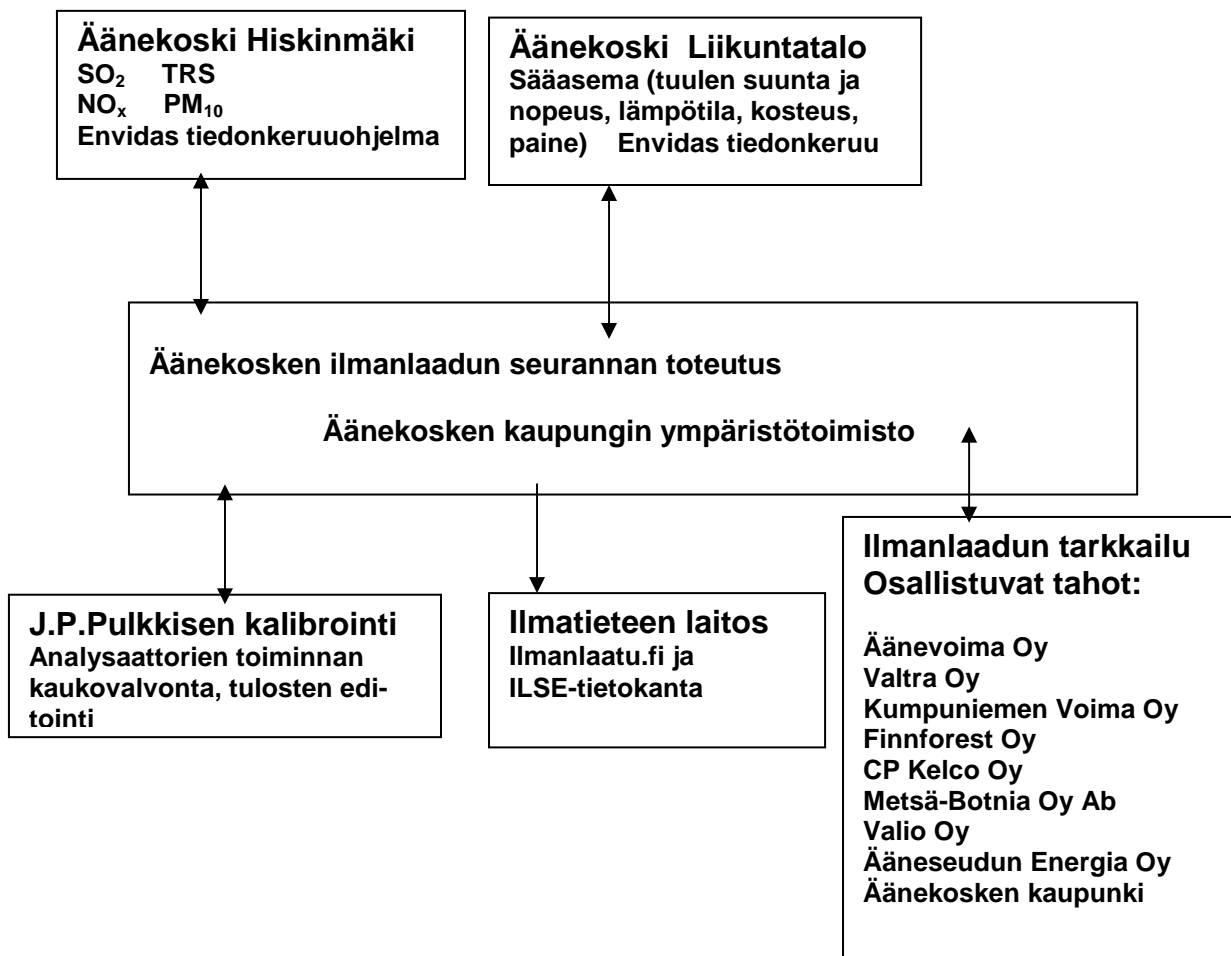 Äänekoski Hiskinmäki
SO₂ TRS
NOₓ PM₁₀
Envidas tiedonkeruuohjelma
Äänekoski Liikuntatalo
Sääasema (tuulen suunta ja
nopeus, lämpötila, kosteus,
paine) Envidas tiedonkeruu
Äänekosken ilmanlaadun seurannan toteutus
Äänekosken kaupungin ympäristötoimisto
J.P.Pulkkisen kalibrointi
Analysaattorien toiminnan
kaukovalvonta, tulosten edi-
tointi
Ilmatieteen laitos
Ilmanlaatu.fi ja
ILSE-tietokanta
Ilmanlaadun tarkkailu
Osallistuvat tahot:
Äänevoima Oy
Valtra Oy
Kumpuniemen Voima Oy
Finnforest Oy
CP Kelco Oy
Metsä-Botnia Oy Ab
Valio Oy
Ääneseudun Energia Oy
Äänekosken kaupunki